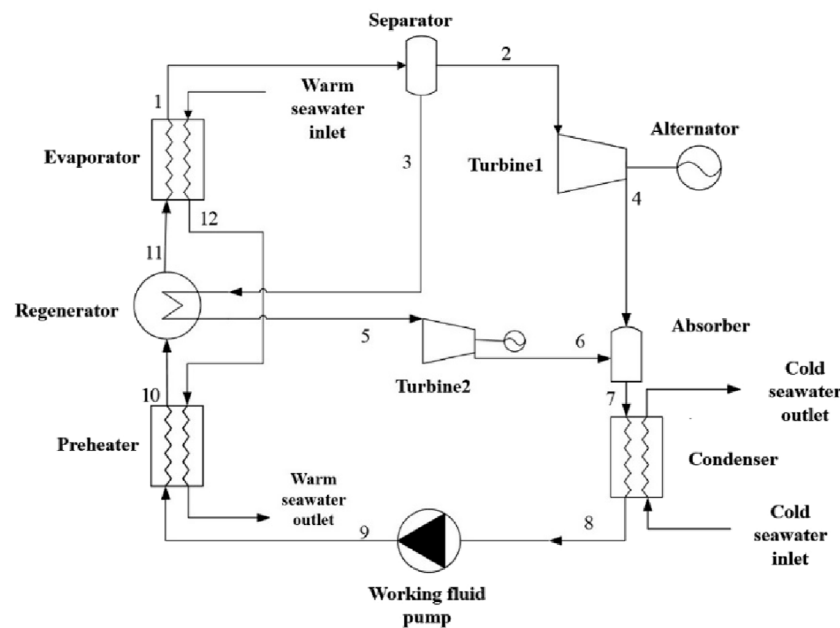 Separator
2
1
Warm
seawater
inlet
Alternator
Evaporator
3
Turbine1
4
12
11
Regenerator
Absorber
5
6
Cold
seawater
outlet
Turbine2
7
10
Preheater
Condenser
Warm
seawater
outlet
Cold
seawater
inlet
9
8
Working fluid
pump